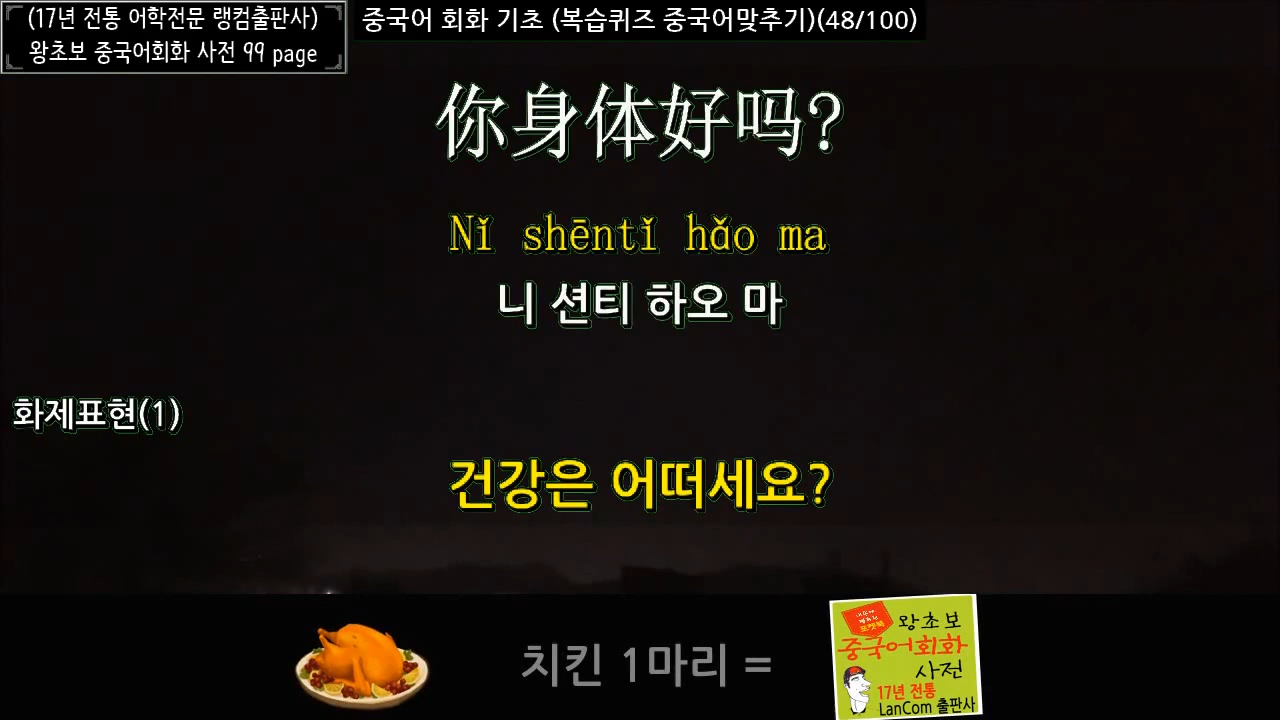 (17년 전통 어학전문 랭컴출판사)
왕초보 중국어회화 사전 99 page
중국어 회화 기초 (복습퀴즈 중국어맞추기)(48/100)
你身体好吗?
Nǐ shēntǐ hǎo ma
니 션티 하오 마
화제표현(1)
건강은 어떠세요?
치킨 1마리 =
포켓북
왕초보
중국어회화
사전
17년 전통
LanCom 출판사